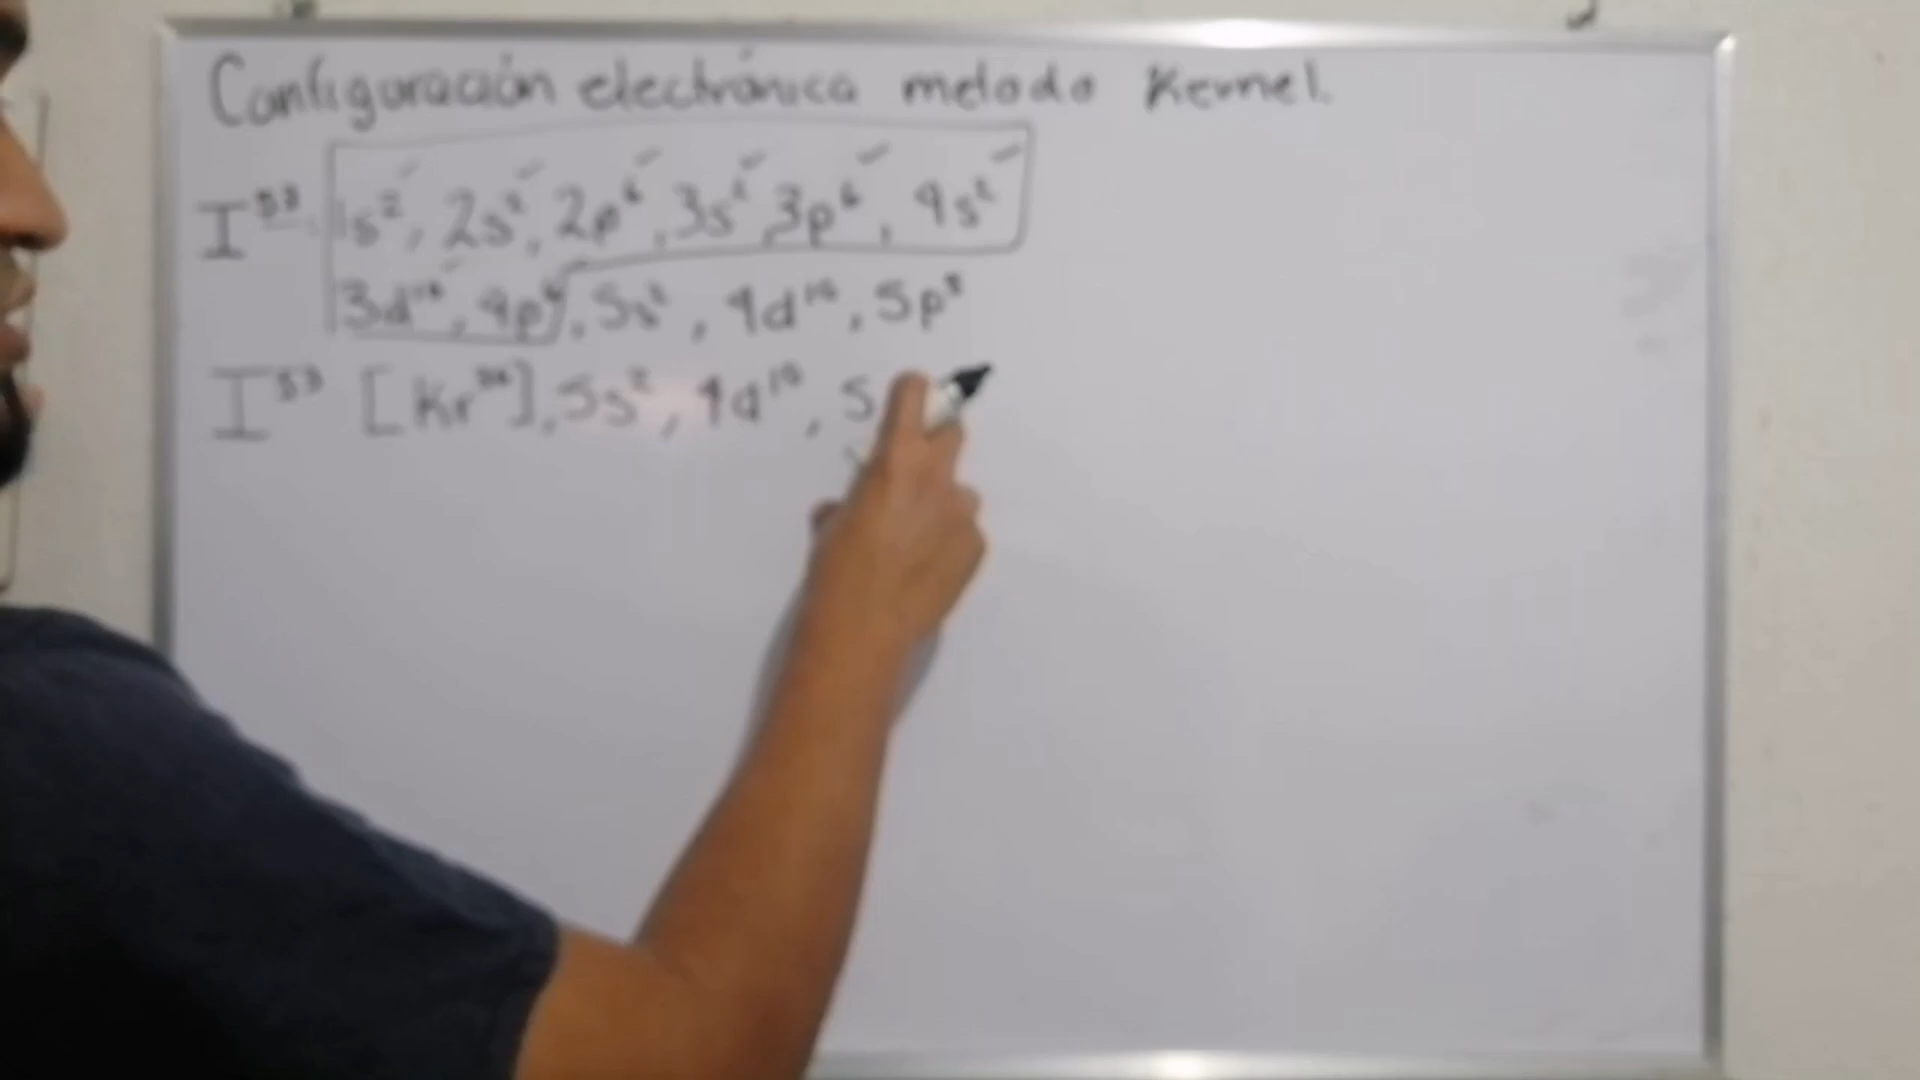 Configuración electrónica metodo Kernel.
I⁵³ 1s², 2s², 2p⁶, 3s² 3p⁶, 4s²
3d¹⁰, 4p⁶, 5s², 4d¹⁰, 5p⁵
I⁵³ [Kr³⁶], 5s², 4d¹⁰, 5